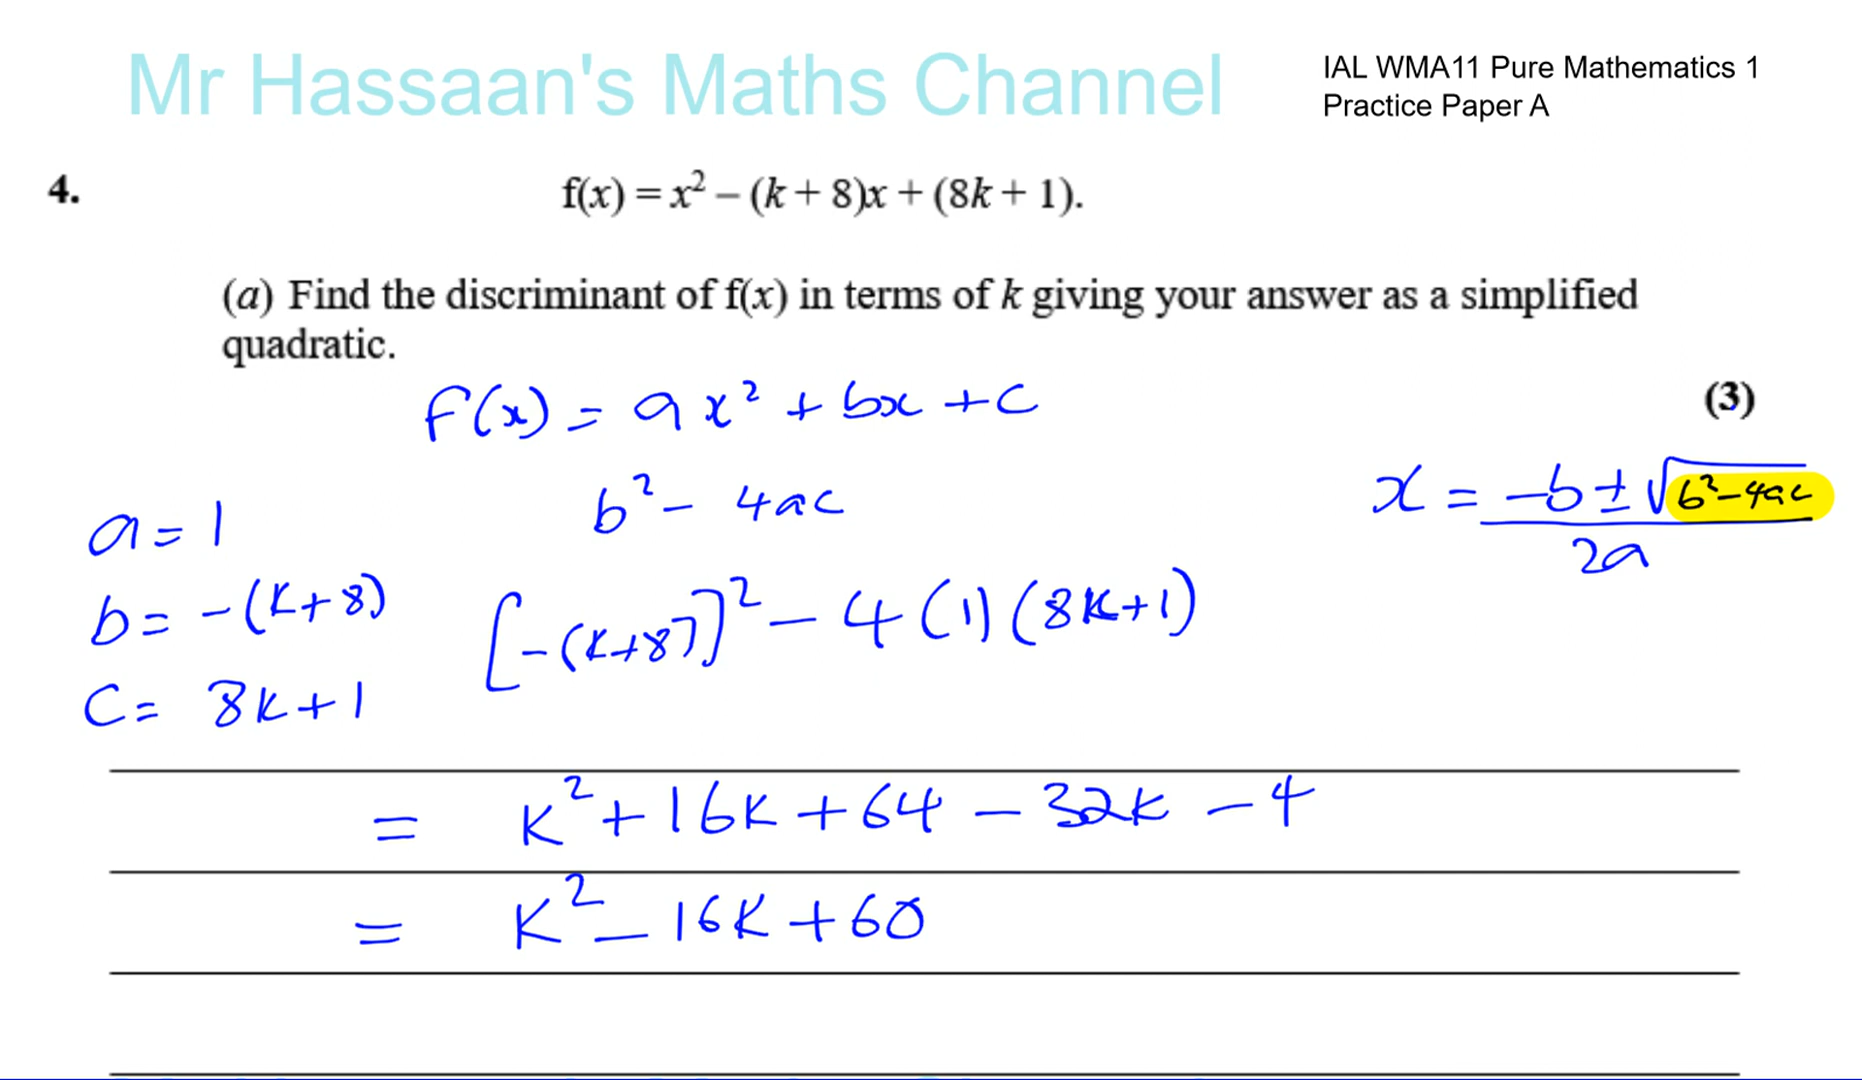 Mr Hassaan's Maths Channel
IAL WMA11 Pure Mathematics 1
Practice Paper A
4. f(x) = x² – (k + 8)x + (8k + 1).
(a) Find the discriminant of f(x) in terms of k giving your answer as a simplified
quadratic.
(3)
f(x) = ax² + bx + c
b² - 4ac
x = -b ± √b²-4ac
2a
a = 1
b = -(k+8)
c = 8k+1
[-(k+8)]² - 4(1)(8k+1)
= k² + 16k + 64 - 32k - 4
= k² - 16k + 60